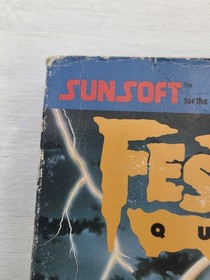 SUNSOFT™
for the
FES
QU